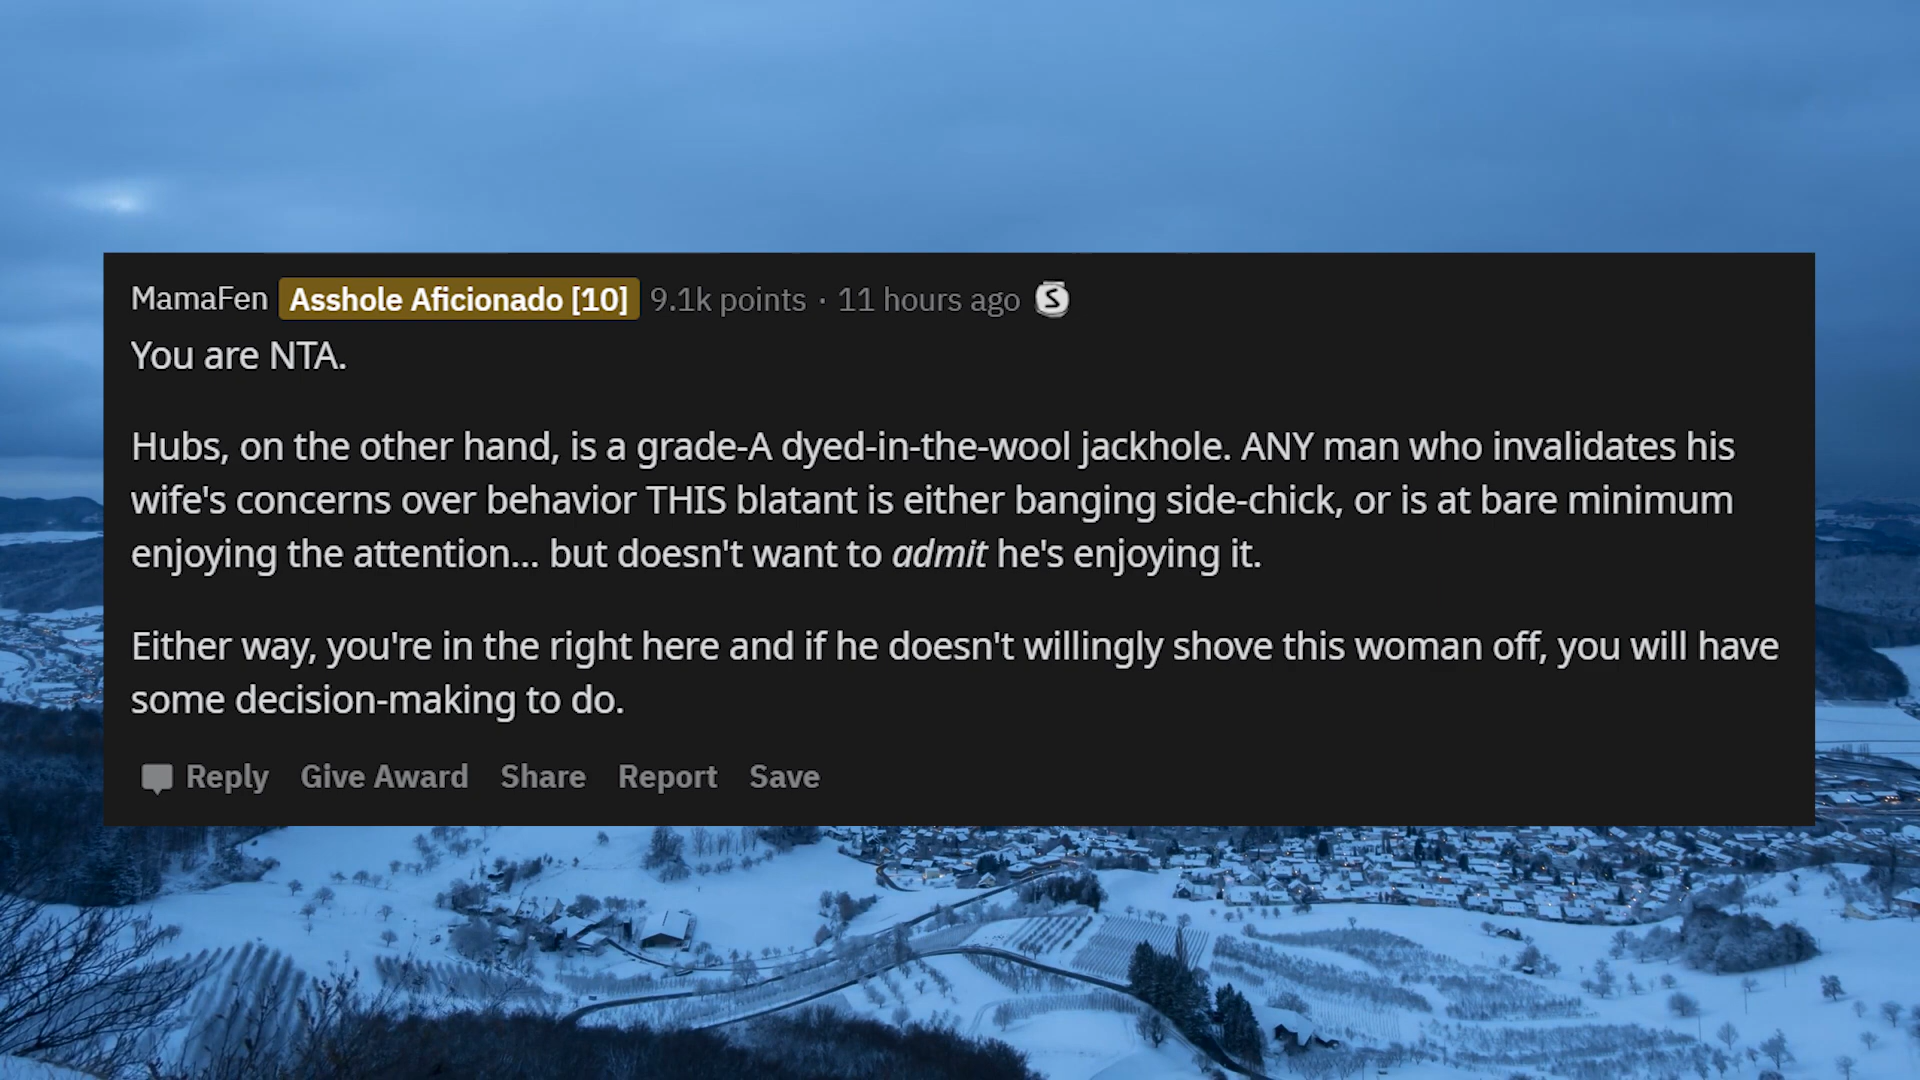 MamaFen Asshole Aficionado [10] 9.1k points · 11 hours ago S
You are NTA.
Hubs, on the other hand, is a grade-A dyed-in-the-wool jackhole. ANY man who invalidates his
wife's concerns over behavior THIS blatant is either banging side-chick, or is at bare minimum
enjoying the attention... but doesn't want to admit he's enjoying it.
Either way, you're in the right here and if he doesn't willingly shove this woman off, you will have
some decision-making to do.
Reply Give Award Share Report Save